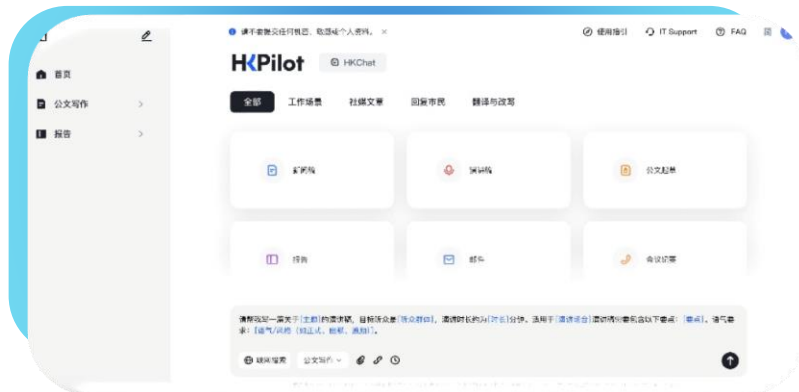 请不要提交任何机密、敏感或个人资料。 ×
使用指引
IT Support
FAQ
首页
公文写作
报告
HKPilot
HKChat
全部
工作场景
社媒文章
回复市民
翻译与改写
新闻稿
演讲稿
公文起草
报告
邮件
会议记录
请帮我写一篇关于[主题]的演讲稿，目标听众是[听众群体]，演讲时长约为[时长]分钟，适用于[演讲场合]演讲稿需要包含以下要点：[要点]。语气要
求：[语气/风格（如正式、
联网搜索
公文写作